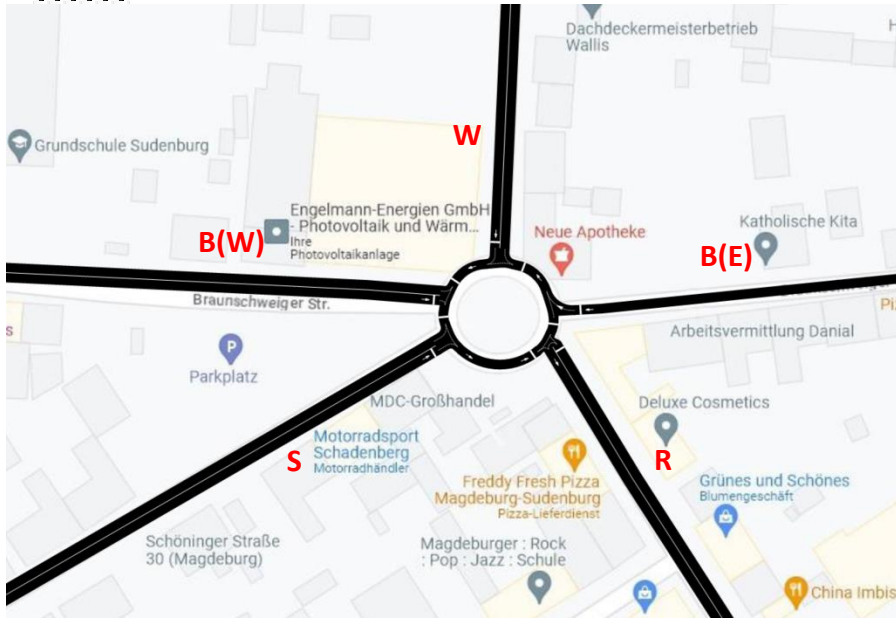 Dachdeckermeisterbetrieb
Wallis
W
Grundschule Sudenburg
Engelmann-Energien GmbH
- Photovoltaik und Wärm...
Ihre
Photovoltaikanlage
B(W)
Neue Apotheke
Katholische Kita
B(E)
Braunschweiger Str.
Pi
s
Arbeitsvermittlung Danial
P
Parkplatz
MDC-Großhandel
Deluxe Cosmetics
Motorradsport
Schadenberg
Motorradhändler
S
R
Freddy Fresh Pizza
Magdeburg-Sudenburg
Pizza-Lieferdienst
Grünes und Schönes
Blumengeschäft
Schöninger Straße
30 (Magdeburg)
Magdeburger : Rock
: Pop : Jazz : Schule
China Imbis